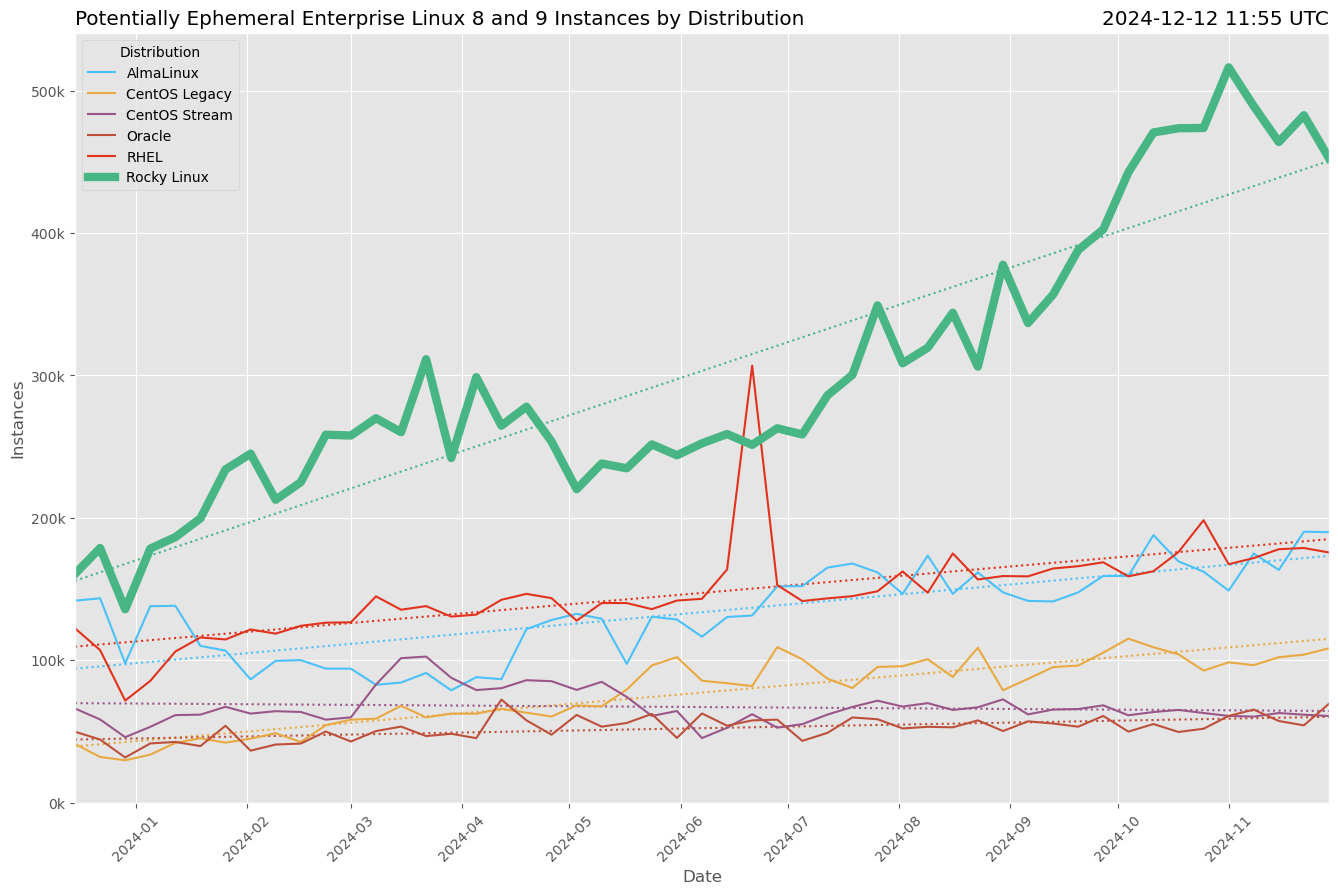 Potentially Ephemeral Enterprise Linux 8 and 9 Instances by Distribution
2024-12-12 11:55 UTC
Distribution
AlmaLinux
CentOS Legacy
CentOS Stream
Oracle
RHEL
Rocky Linux
500k
400k
300k
200k
100k
0k
Instances
2024-01
2024-02
2024-03
2024-04
2024-05
2024-06
2024-07
2024-08
2024-09
2024-10
2024-11
Date